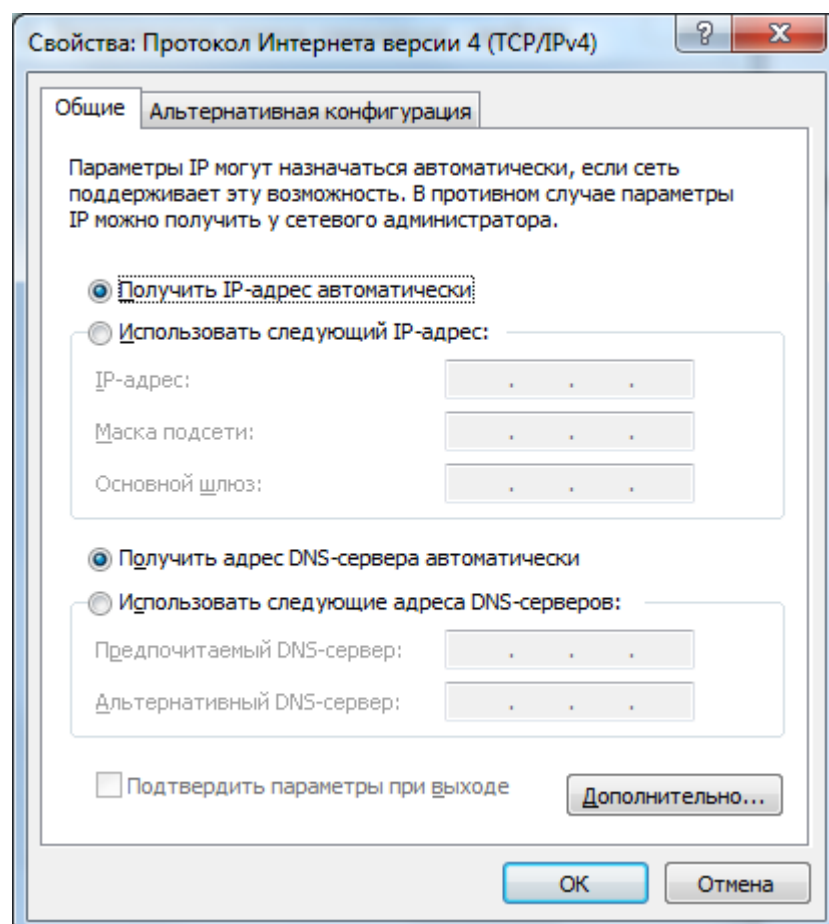 Свойства: Протокол Интернета версии 4 (TCP/IPv4)
Общие
Альтернативная конфигурация
Параметры IP могут назначаться автоматически, если сеть
поддерживает эту возможность. В противном случае параметры
IP можно получить у сетевого администратора.
Получить IP-адрес автоматически
Использовать следующий IP-адрес:
IP-адрес:
Маска подсети:
Основной шлюз:
Получить адрес DNS-сервера автоматически
Использовать следующие адреса DNS-серверов:
Предпочитаемый DNS-сервер:
Альтернативный DNS-сервер:
Подтвердить параметры при выходе
Дополнительно...
ОК
Отмена